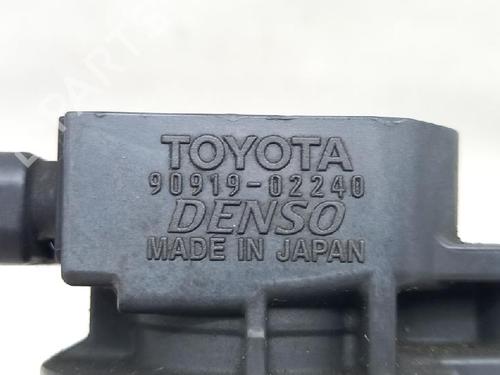 TOYOTA
90919-02240
DENSO
MADE IN JAPAN